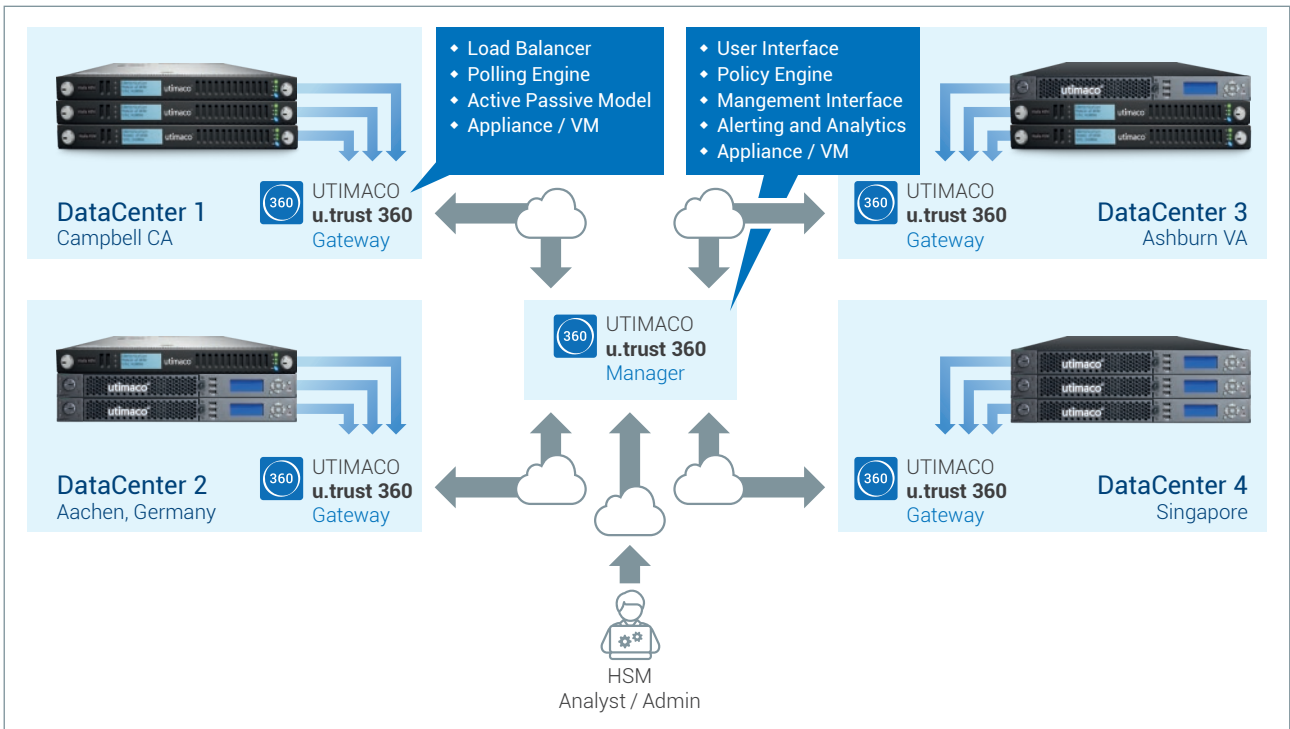 utimaco
utimaco
utimaco
DataCenter 1
Campbell CA
360
UTIMACO
u.trust 360
Gateway
◆ Load Balancer
◆ Polling Engine
◆ Active Passive Model
◆ Appliance / VM
◆ User Interface
◆ Policy Engine
◆ Mangement Interface
◆ Alerting and Analytics
◆ Appliance / VM
utimaco
utimaco
utimaco
360
UTIMACO
u.trust 360
Gateway
DataCenter 3
Ashburn VA
360
UTIMACO
u.trust 360
Manager
utimaco
utimaco
utimaco
DataCenter 2
Aachen, Germany
360
UTIMACO
u.trust 360
Gateway
utimaco
utimaco
utimaco
360
UTIMACO
u.trust 360
Gateway
DataCenter 4
Singapore
HSM
Analyst / Admin